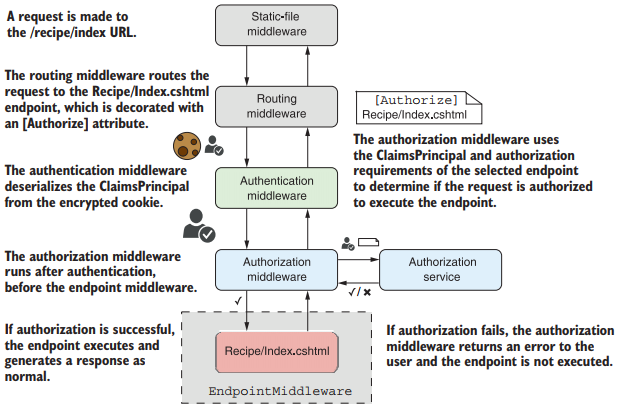 A request is made to
the /recipe/index URL.
Static-file
middleware
The routing middleware routes the
request to the Recipe/Index.cshtml
endpoint, which is decorated with
an [Authorize] attribute.
Routing
middleware
[Authorize]
Recipe/Index.cshtml
The authorization middleware uses
the ClaimsPrincipal and authorization
requirements of the selected endpoint
to determine if the request is authorized
to execute the endpoint.
The authentication middleware
deserializes the ClaimsPrincipal
from the encrypted cookie.
Authentication
middleware
The authorization middleware
runs after authentication,
before the endpoint middleware.
Authorization
middleware
Authorization
service
✓/✖
✓
If authorization is successful,
the endpoint executes and
generates a response as
normal.
Recipe/Index.cshtml
EndpointMiddleware
If authorization fails, the authorization
middleware returns an error to the
user and the endpoint is not executed.